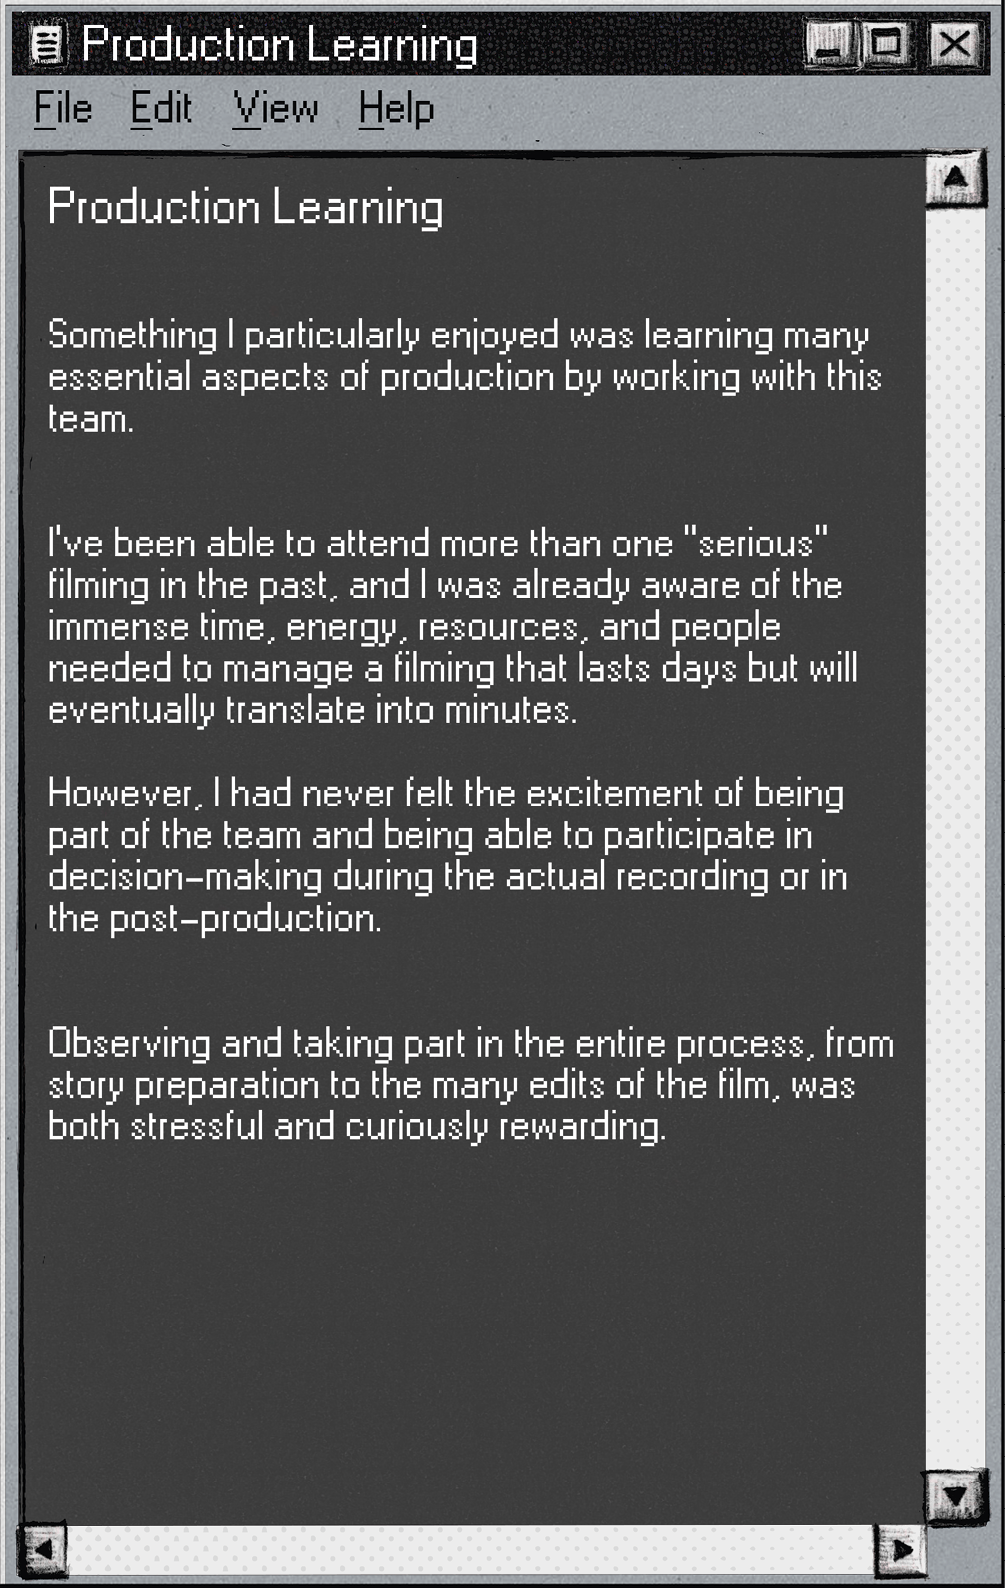 Production Learning
File Edit View Help
Production Learning
Something I particularly enjoyed was learning many
essential aspects of production by working with this
team.
I've been able to attend more than one "serious"
filming in the past, and I was already aware of the
immense time, energy, resources, and people
needed to manage a filming that lasts days but will
eventually translate into minutes.
However, I had never felt the excitement of being
part of the team and being able to participate in
decision-making during the actual recording or in
the post-production.
Observing and taking part in the entire process, from
story preparation to the many edits of the film, was
both stressful and curiously rewarding.